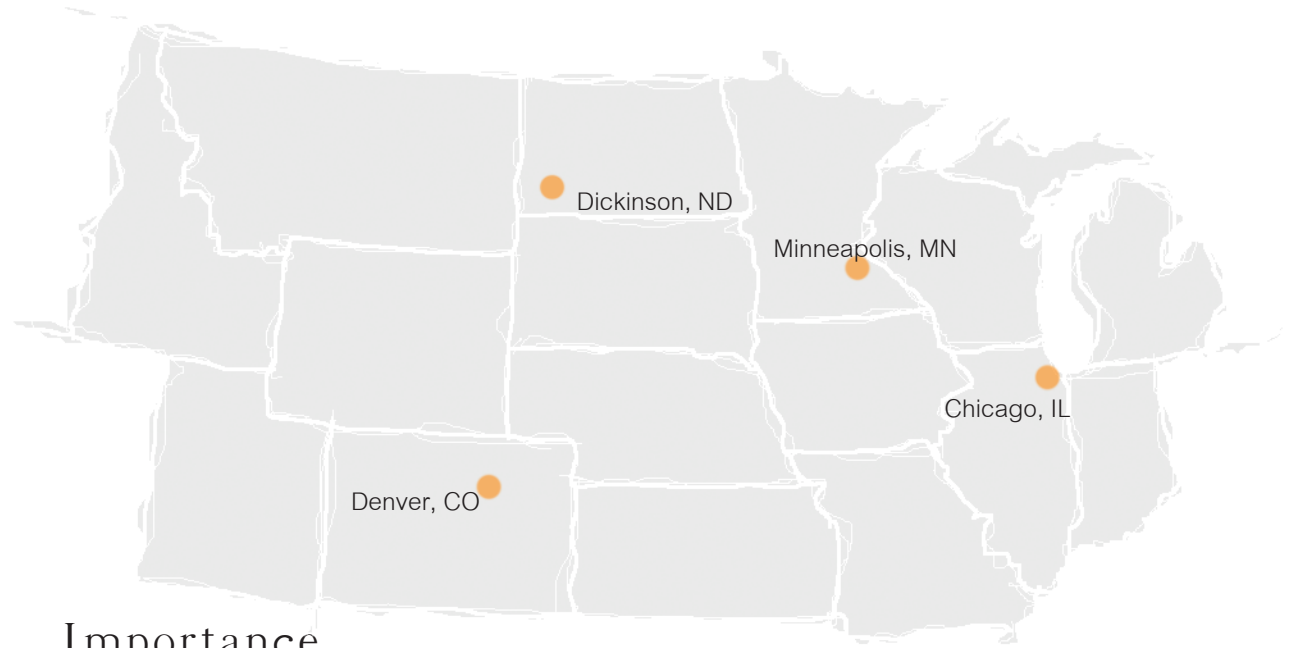 Dickinson, ND
Minneapolis, MN
Chicago, IL
Denver, CO
Importance